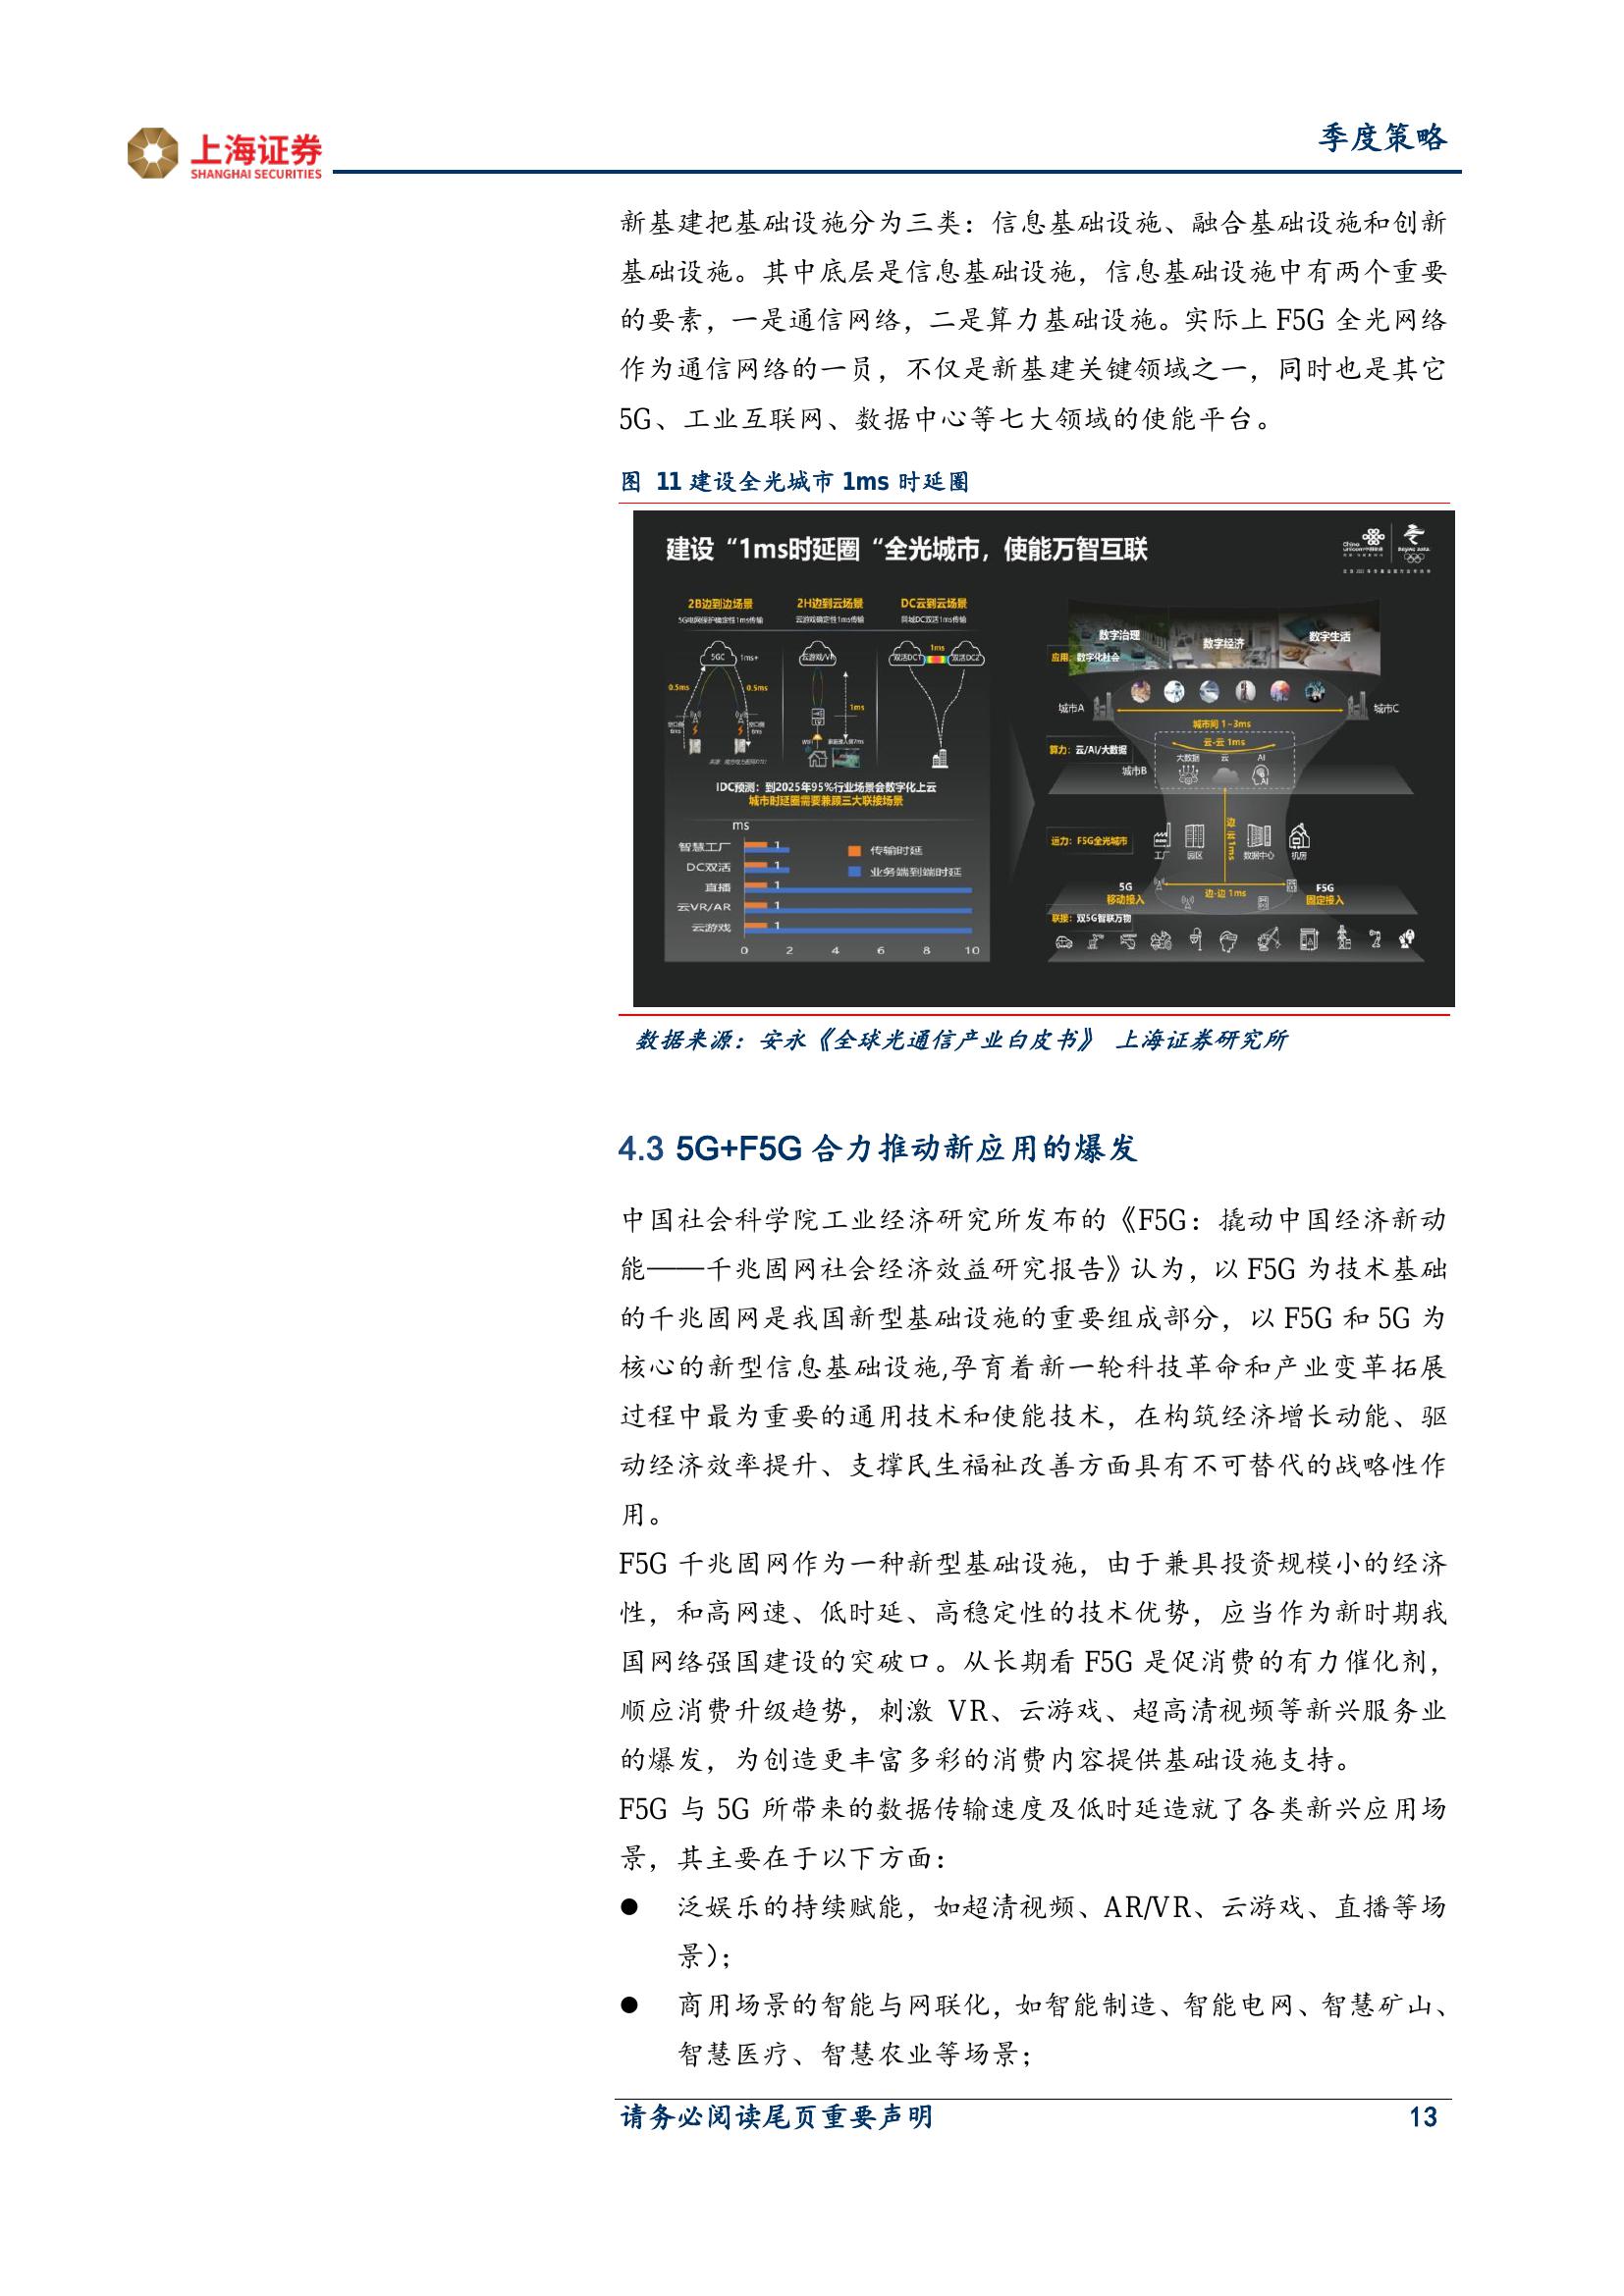 上海证券
SHANGHAI SECURITIES
季度策略
新基建把基础设施分为三类：信息基础设施、融合基础设施和创新
基础设施。其中底层是信息基础设施，信息基础设施中有两个重要
的要素，一是通信网络，二是算力基础设施。实际上 F5G 全光网络
作为通信网络的一员，不仅是新基建关键领域之一，同时也是其它
5G、工业互联网、数据中心等七大领域的使能平台。
图 11 建设全光城市 1ms 时延圈
建设“1ms时延圈“全光城市，使能万智互联
2B边到边场景
5G电网保护确定性1ms传输
5GC
1ms+
0.5ms
0.5ms
2H边到云场景
云游戏确定性1ms传输
云游戏/VR
1ms
WIFI
DC云到云场景
同城DC双活1ms传输
双活DC1
1ms
双活DC2
IDC预测：到2025年95%行业场景会数字化上云
城市时延圈需要兼顾三大联接场景
ms
智慧工厂 1
DC双活 1
直播 1
云VR/AR 1
云游戏 1
传输时延
业务端到端时延
0 2 4 6 8 10
数字治理
数字经济
数字生活
应用：数字化社会
城市A
城市C
城市间 1-3ms
算力：云/AI/大数据
云-云 1ms
大数据
云
AI
AI
城市B
边-云 1ms
运力：F5G全光城市
工厂
园区
数据中心
机房
5G
移动接入
边-边 1ms
F5G
固定接入
联接：双5G智联万物
数据来源：安永《全球光通信产业白皮书》 上海证券研究所
4.3 5G+F5G 合力推动新应用的爆发
中国社会科学院工业经济研究所发布的《F5G：撬动中国经济新动
能——千兆固网社会经济效益研究报告》认为，以 F5G 为技术基础
的千兆固网是我国新型基础设施的重要组成部分，以 F5G 和 5G 为
核心的新型信息基础设施,孕育着新一轮科技革命和产业变革拓展
过程中最为重要的通用技术和使能技术，在构筑经济增长动能、驱
动经济效率提升、支撑民生福祉改善方面具有不可替代的战略性作
用。
F5G 千兆固网作为一种新型基础设施，由于兼具投资规模小的经济
性，和高网速、低时延、高稳定性的技术优势，应当作为新时期我
国网络强国建设的突破口。从长期看 F5G 是促消费的有力催化剂，
顺应消费升级趋势，刺激 VR、云游戏、超高清视频等新兴服务业
的爆发，为创造更丰富多彩的消费内容提供基础设施支持。
F5G 与 5G 所带来的数据传输速度及低时延造就了各类新兴应用场
景，其主要在于以下方面：
● 泛娱乐的持续赋能，如超清视频、AR/VR、云游戏、直播等场
景）；
● 商用场景的智能与网联化，如智能制造、智能电网、智慧矿山、
智慧医疗、智慧农业等场景；
请务必阅读尾页重要声明
13